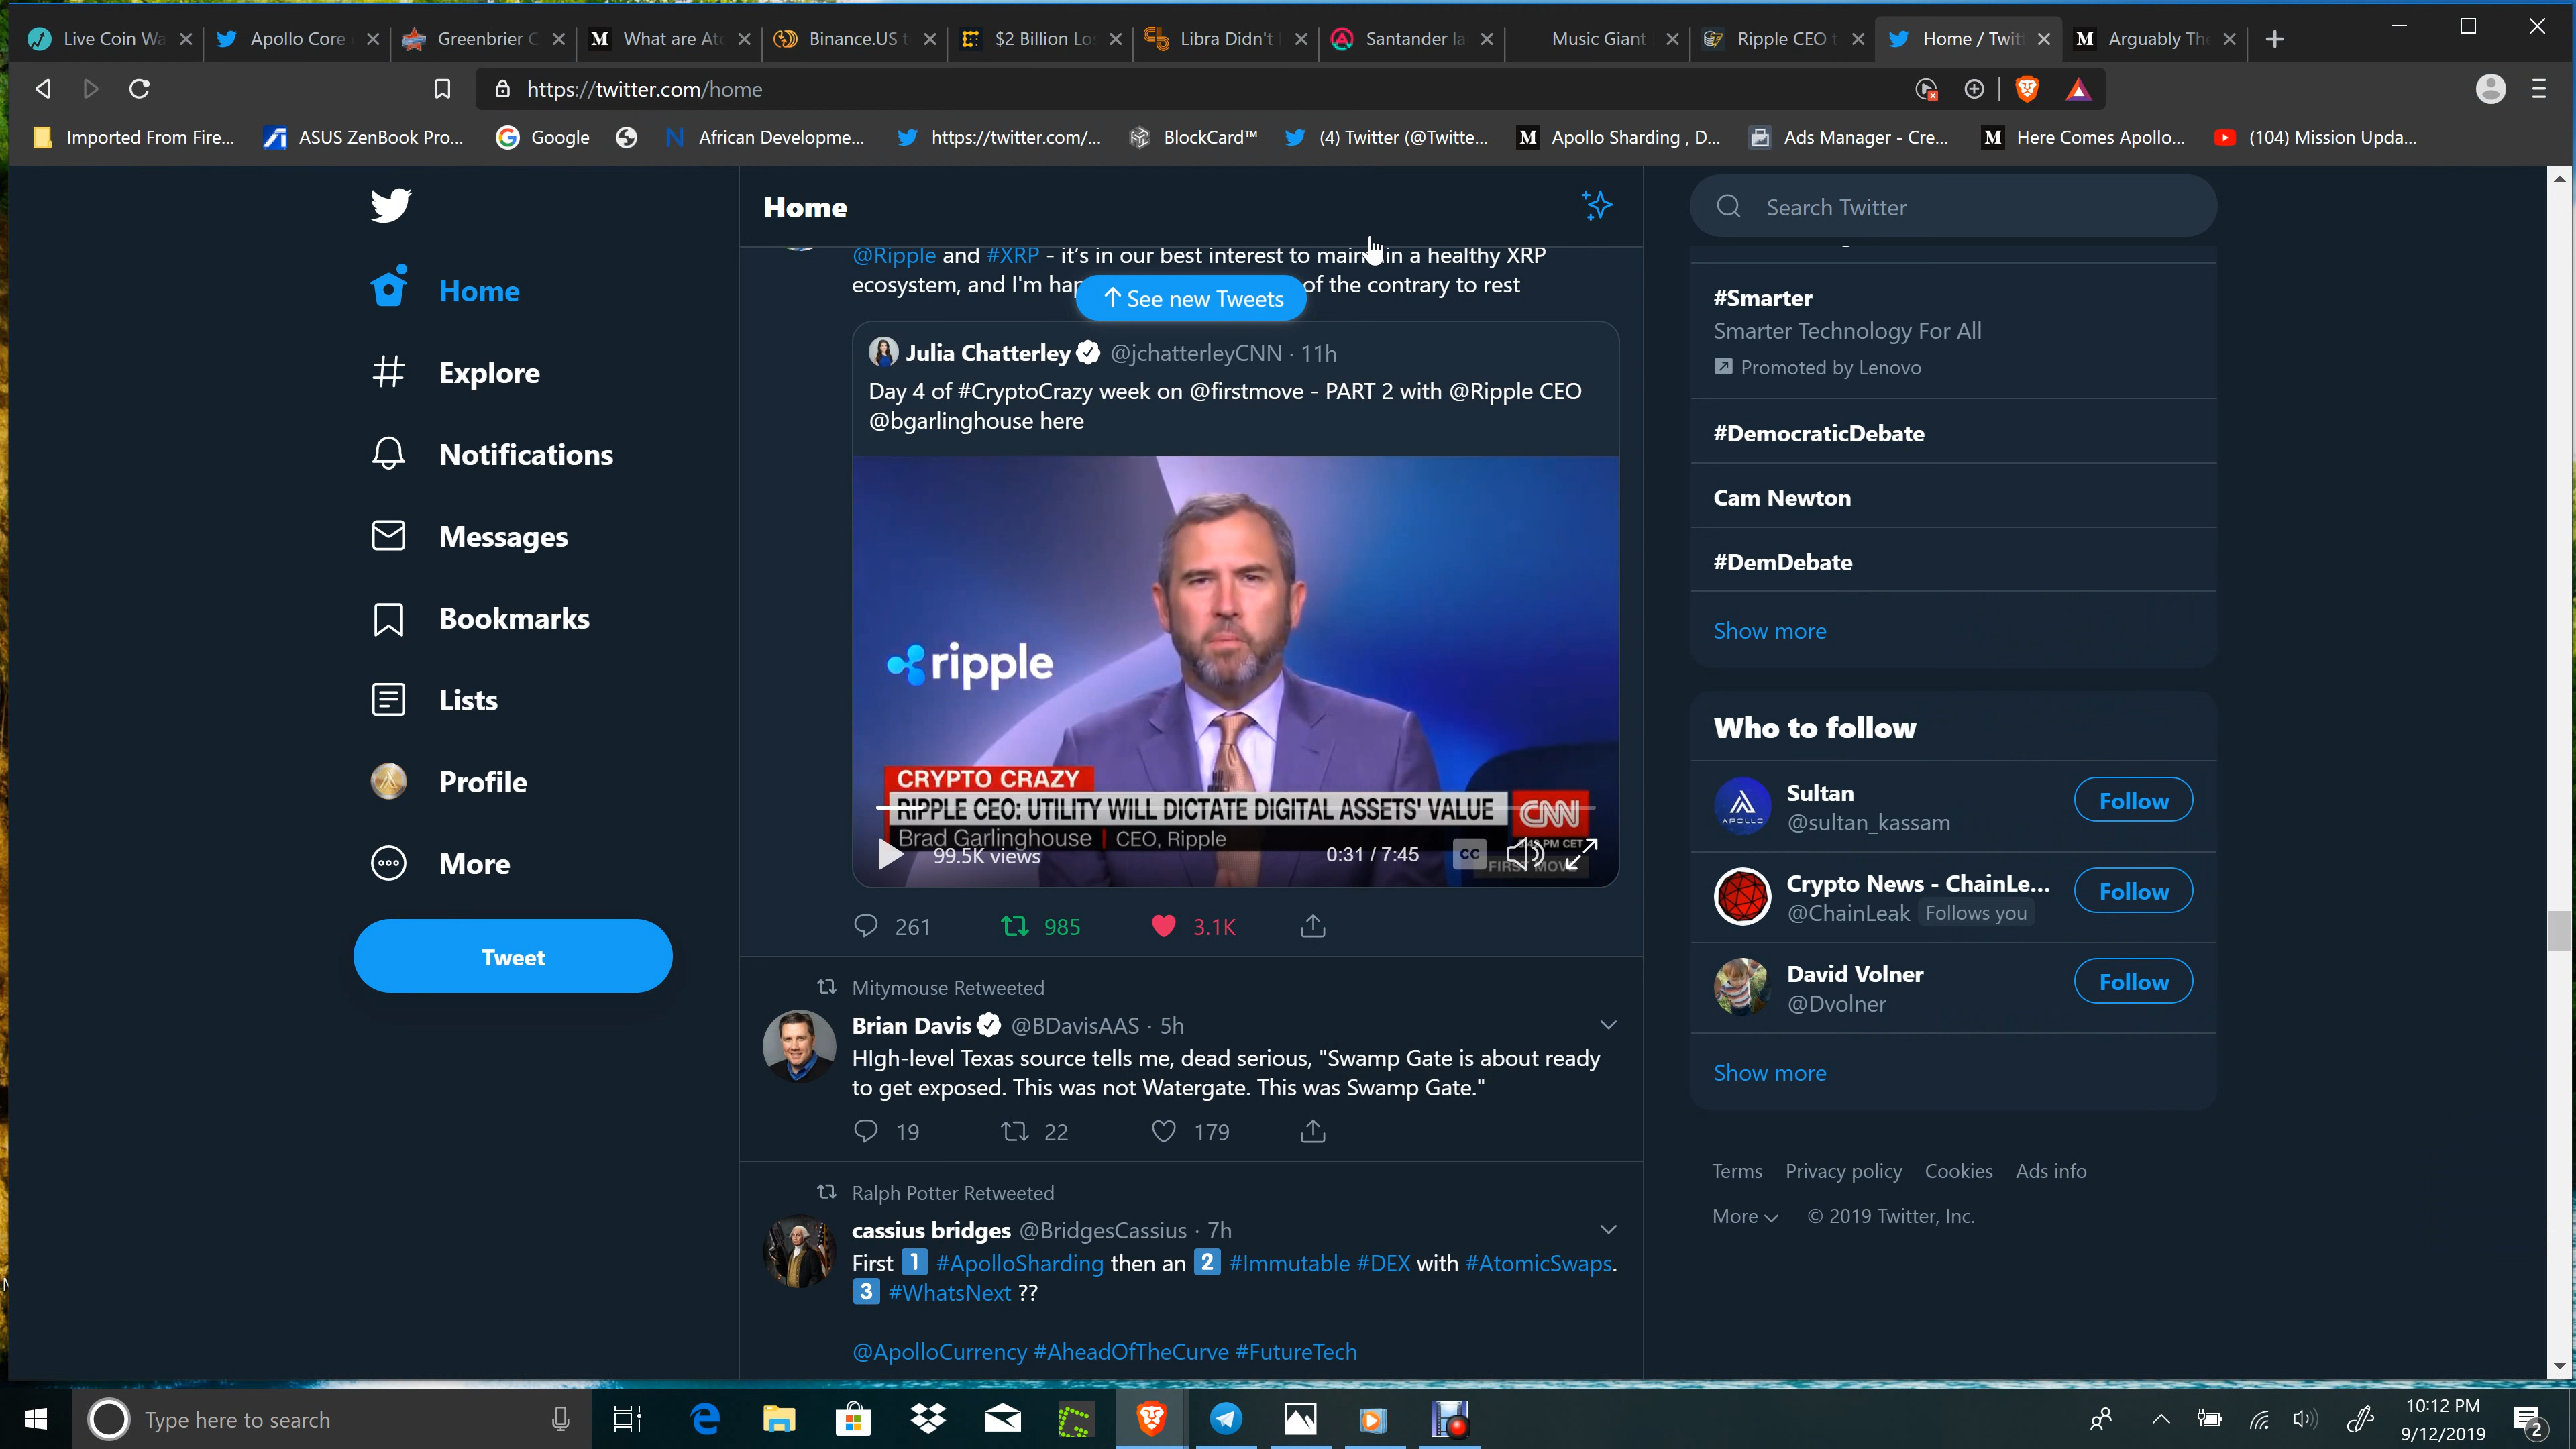 Live Coin Wa
Apollo Core
Greenbrier C
What are Ato
Binance.US t
$2 Billion Lo
Libra Didn't
Santander la
Music Giant
Ripple CEO t
Home / Twit
Arguably The
https://twitter.com/home
Imported From Fire...
ASUS ZenBook Pro...
Google
African Developme...
https://twitter.com/...
BlockCard™
(4) Twitter (@Twitte...
Apollo Sharding , D...
Ads Manager - Cre...
Here Comes Apollo...
(104) Mission Upda...
Home
Explore
Notifications
Messages
Bookmarks
Lists
Profile
More
Tweet
Home
@Ripple and #XRP - it's in our best interest to maintain a healthy XRP
ecosystem, and I'm of the contrary to rest
↑ See new Tweets
Julia Chatterley @jchatterleyCNN · 11h
Day 4 of #CryptoCrazy week on @firstmove - PART 2 with @Ripple CEO
@bgarlinghouse here
ripple
CRYPTO CRAZY
RIPPLE CEO: UTILITY WILL DICTATE DIGITAL ASSETS' VALUE
CNN
Brad Garlinghouse | CEO, Ripple
PM CET
99.5K views
0:31 / 7:45
CC
FIRST MOVE
261 985 3.1K
Mitymouse Retweeted
Brian Davis @BDavisAAS · 5h
HIgh-level Texas source tells me, dead serious, "Swamp Gate is about ready
to get exposed. This was not Watergate. This was Swamp Gate."
19 22 179
Ralph Potter Retweeted
cassius bridges @BridgesCassius · 7h
First 1 #ApolloSharding then an 2 #Immutable #DEX with #AtomicSwaps.
3 #WhatsNext ??
@ApolloCurrency #AheadOfTheCurve #FutureTech
Search Twitter
#Smarter
Smarter Technology For All
Promoted by Lenovo
#DemocraticDebate
Cam Newton
#DemDebate
Show more
Who to follow
APOLLO
Sultan
@sultan_kassam
Follow
Crypto News - ChainLe...
@ChainLeak Follows you
Follow
David Volner
@Dvolner
Follow
Show more
Terms Privacy policy Cookies Ads info
More © 2019 Twitter, Inc.
Type here to search
10:12 PM
9/12/2019
2